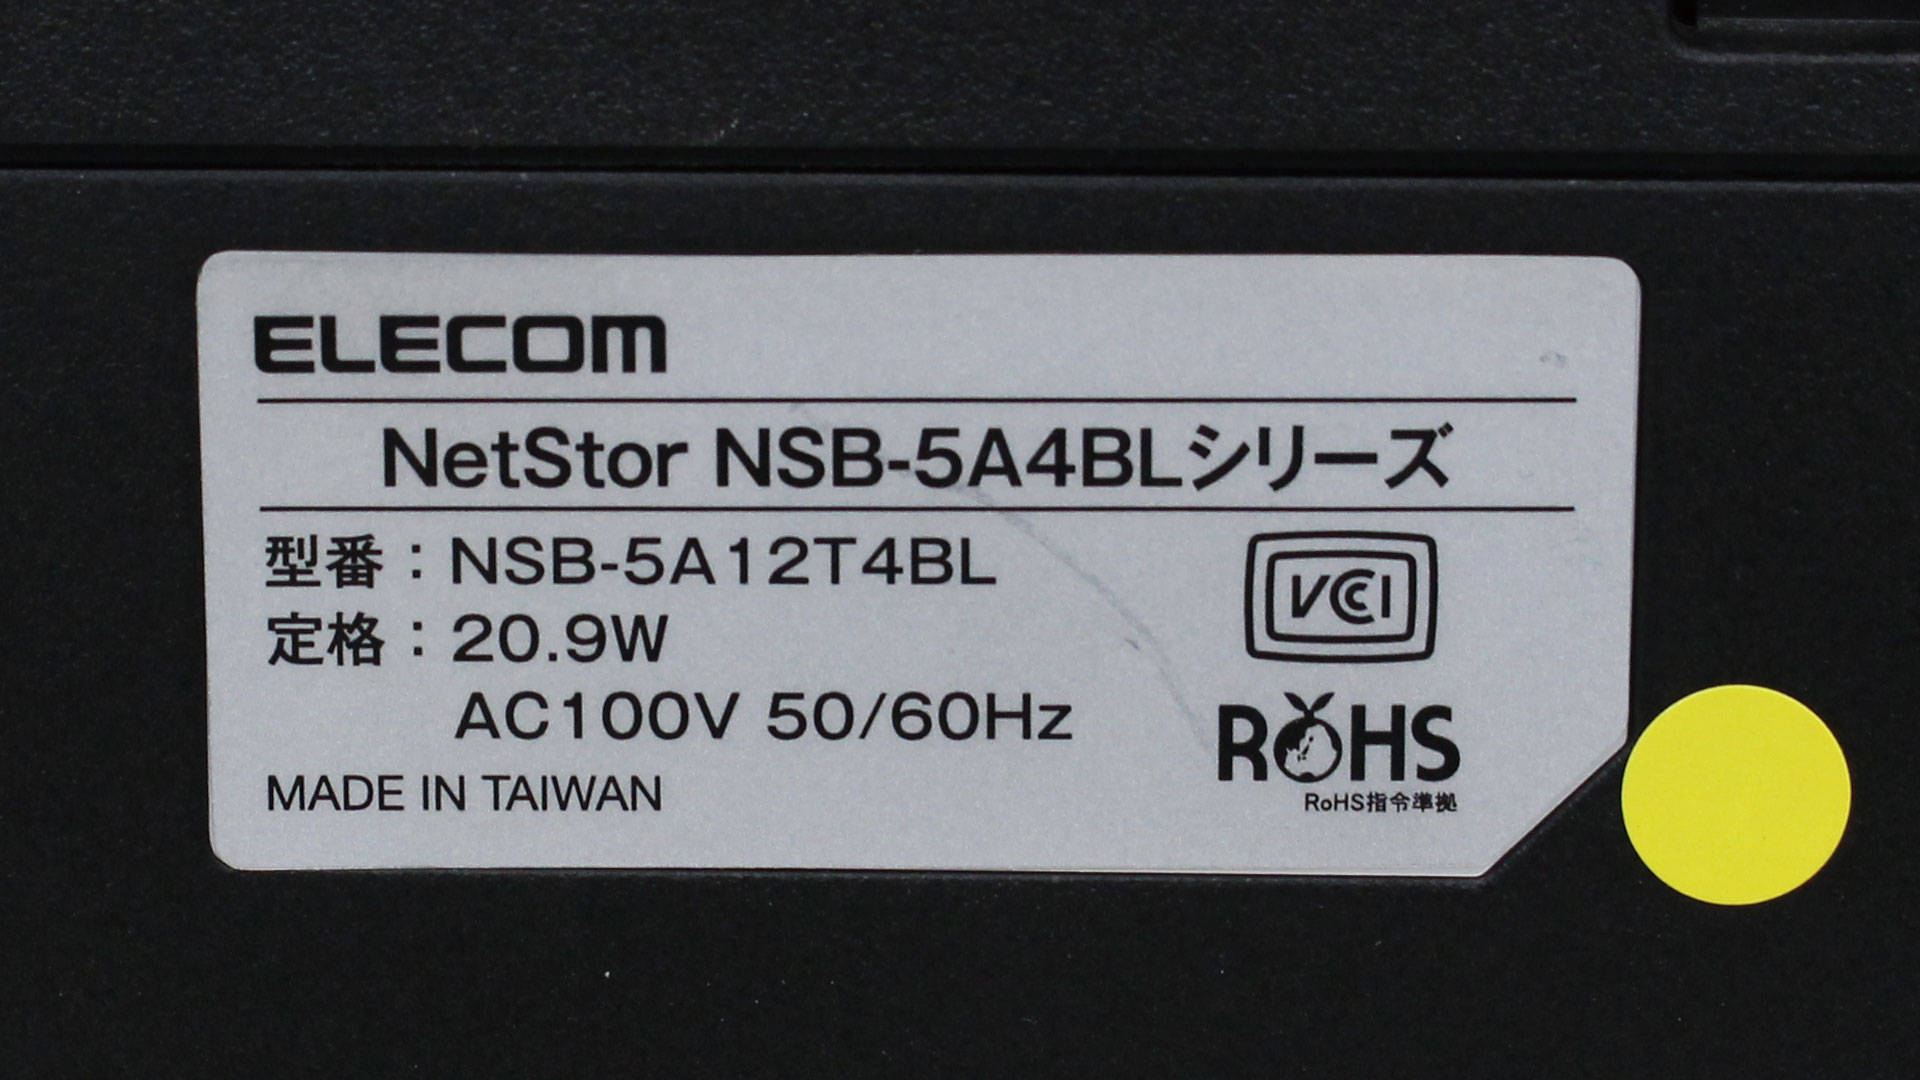 ELECOM
NetStor NSB-5A4BLシリーズ
型番：NSB-5A12T4BL
定格：20.9W
AC100V 50/60Hz
MADE IN TAIWAN
VCCI
RoHS
RoHS指令準拠